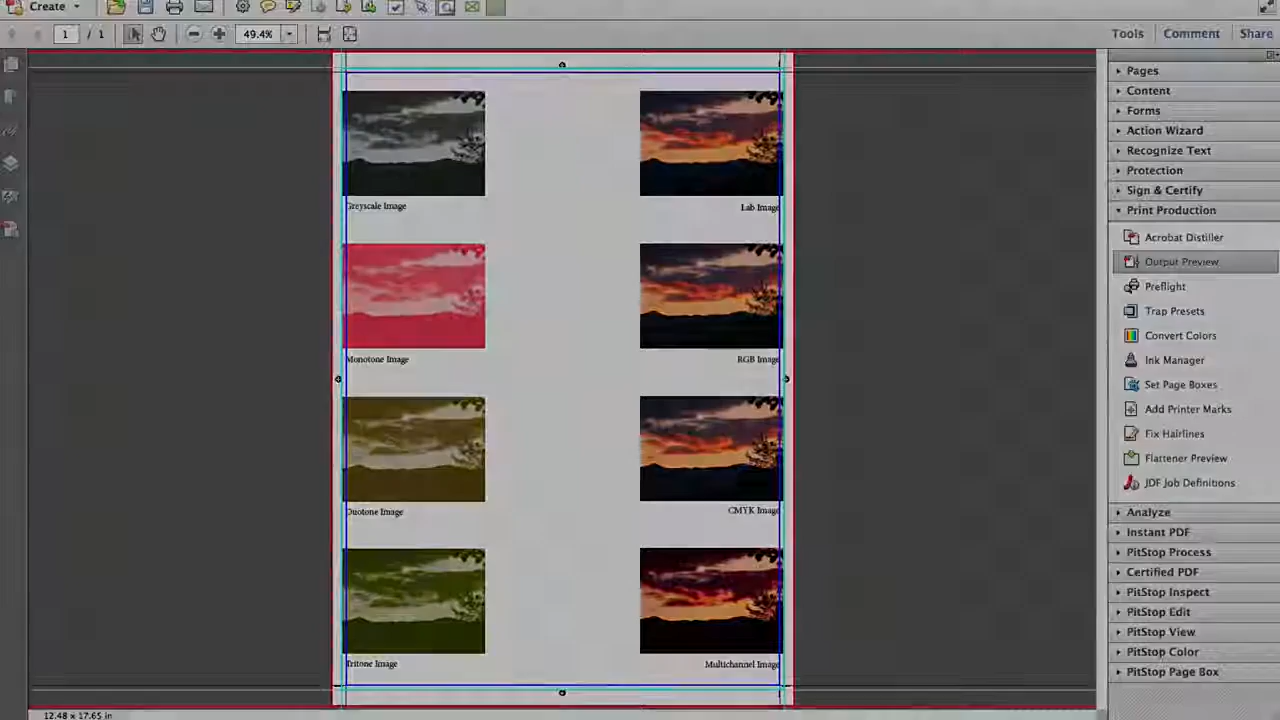 Create
1 / 1
49.4%
Tools
Comment
Share
Greyscale Image
Lab Image
Monotone Image
RGB Image
Duotone Image
CMYK Image
Tritone Image
Multichannel Image
Pages
Content
Forms
Action Wizard
Recognize Text
Protection
Sign & Certify
Print Production
Acrobat Distiller
Output Preview
Preflight
Trap Presets
Convert Colors
Ink Manager
Set Page Boxes
Add Printer Marks
Fix Hairlines
Flattener Preview
JDF Job Definitions
Analyze
Instant PDF
PitStop Process
Certified PDF
PitStop Inspect
PitStop Edit
PitStop View
PitStop Color
PitStop Page Box
12.48 x 17.65 in